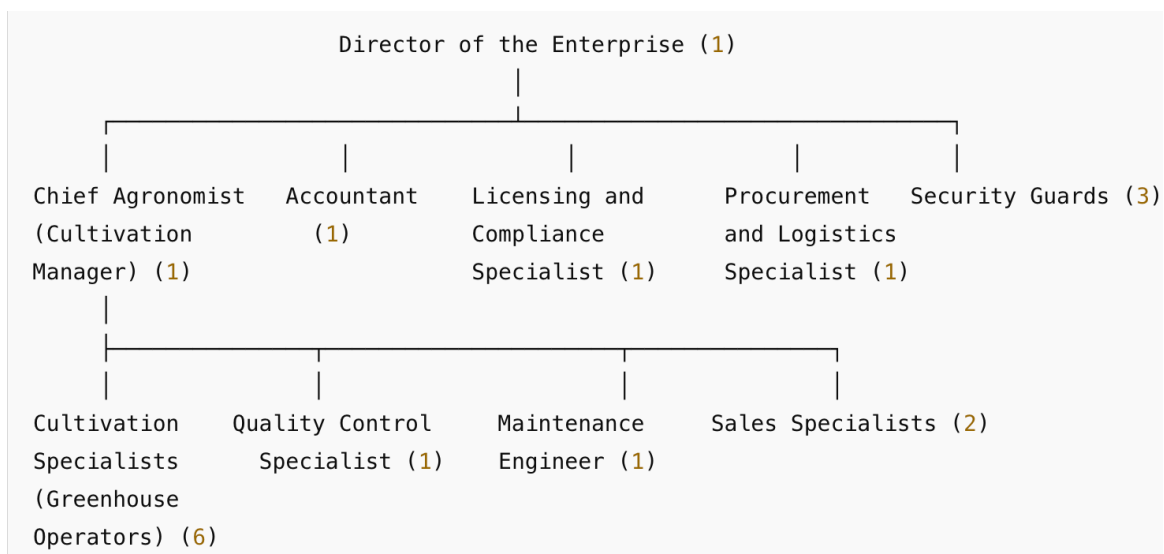 Director of the Enterprise (1)
Chief Agronomist Accountant Licensing and Procurement Security Guards (3)
(Cultivation (1) Compliance and Logistics
Manager) (1) Specialist (1) Specialist (1)
Cultivation Quality Control Maintenance Sales Specialists (2)
Specialists Specialist (1) Engineer (1)
(Greenhouse
Operators) (6)